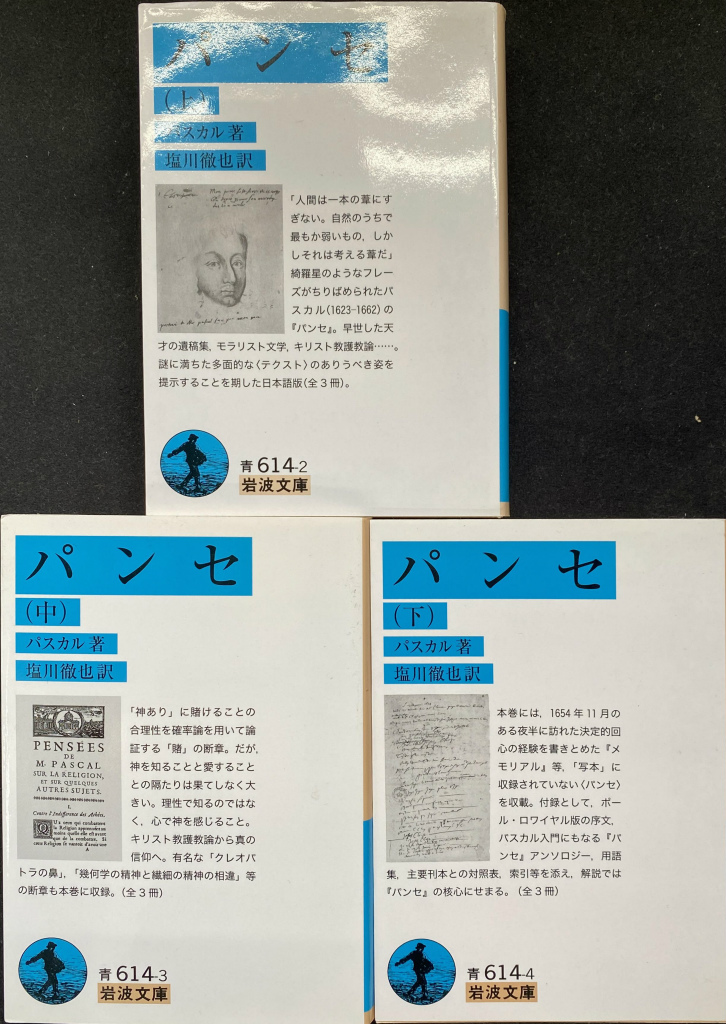 パンセ
（上）
パスカル著
塩川徹也訳
「人間は一本の葦にす
ぎない。自然のうちで
最もか弱いもの，しか
しそれは考える葦だ」
綺羅星のようなフレー
ズがちりばめられたパ
スカル（1623-1662）の
『パンセ』。早世した天
才の遺稿集，モラリスト文学，キリスト教護教論……。
謎に満ちた多面的な〈テクスト〉のありうべき姿を
提示することを期した日本語版（全3冊）。
青 614-2
岩波文庫
パンセ
（中）
パスカル著
塩川徹也訳
PENSÉES
DE
M. PASCAL
SUR LA RELIGION,
ET SUR QUELQUES
AUTRES SUJETS.
I.
Contre l'Indifference des Athées.
「神あり」に賭けることの
合理性を確率論を用いて論
証する「賭」の断章。だが，
神を知ることと愛すること
との隔たりは果てしなく大
きい。理性で知るのではな
く，心で神を感じること。
キリスト教護教論から真の
信仰へ。有名な「クレオパ
トラの鼻」，「幾何学の精神と繊細の精神の相違」等
の断章も本巻に収録。（全3冊）
青 614-3
岩波文庫
パンセ
（下）
パスカル著
塩川徹也訳
本巻には，1654年11月の
ある夜半に訪れた決定的回
心の経験を書きとめた『メ
モリアル』等，「写本」に
収録されていない〈パンセ〉
を収載。付録として，ポー
ル・ロワイヤル版の序文，
パスカル入門にもなる『パ
ンセ』アンソロジー，用語
集，主要刊本との対照表，索引等を添え，解説では
『パンセ』の核心にせまる。（全3冊）
青 614-4
岩波文庫